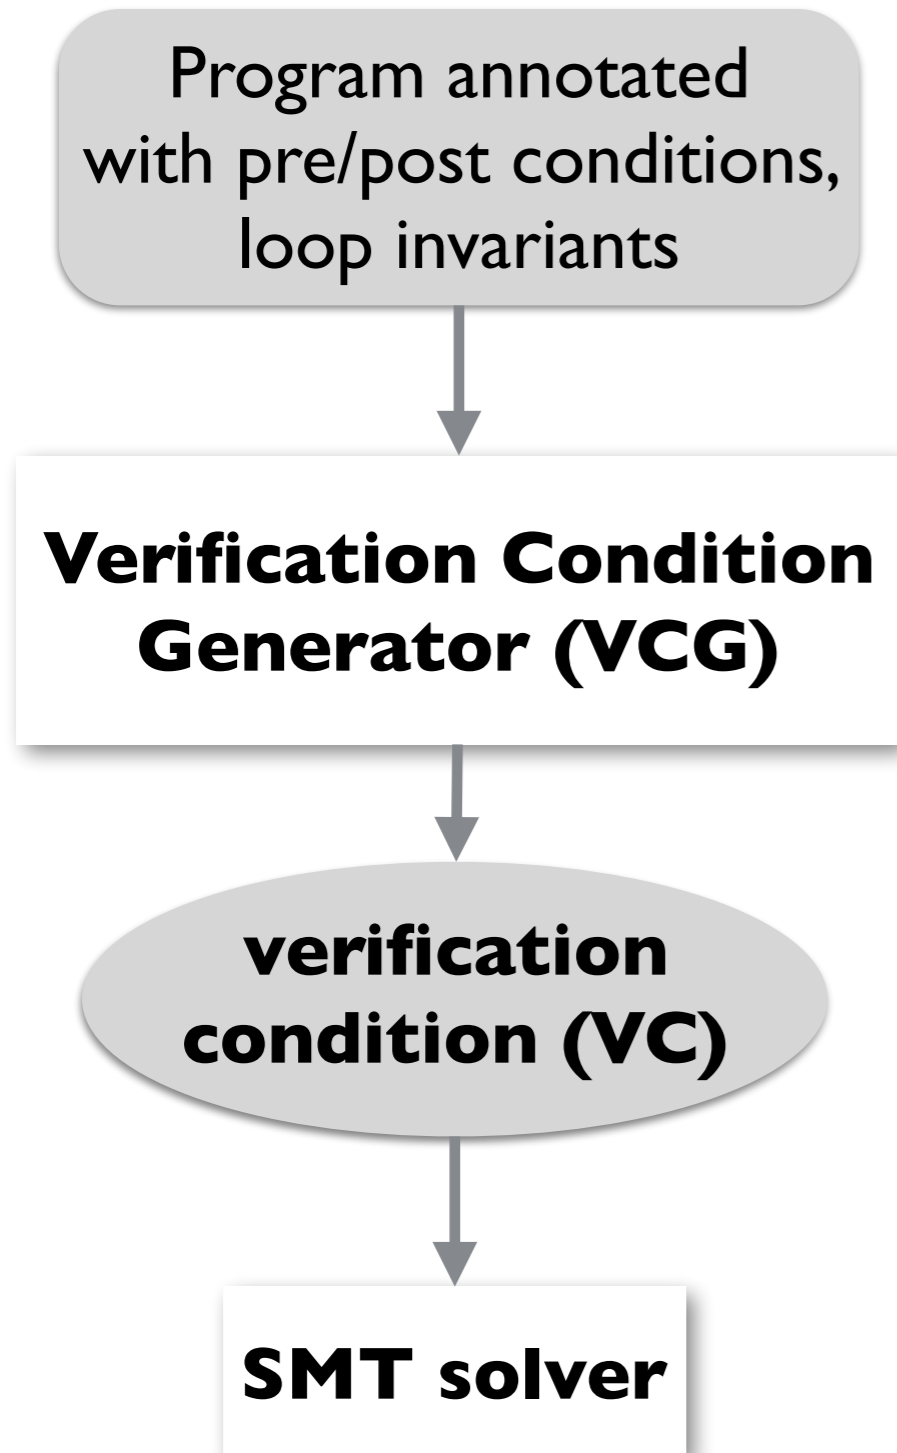 Program annotated
with pre/post conditions,
loop invariants
Verification Condition
Generator (VCG)
verification
condition (VC)
SMT solver